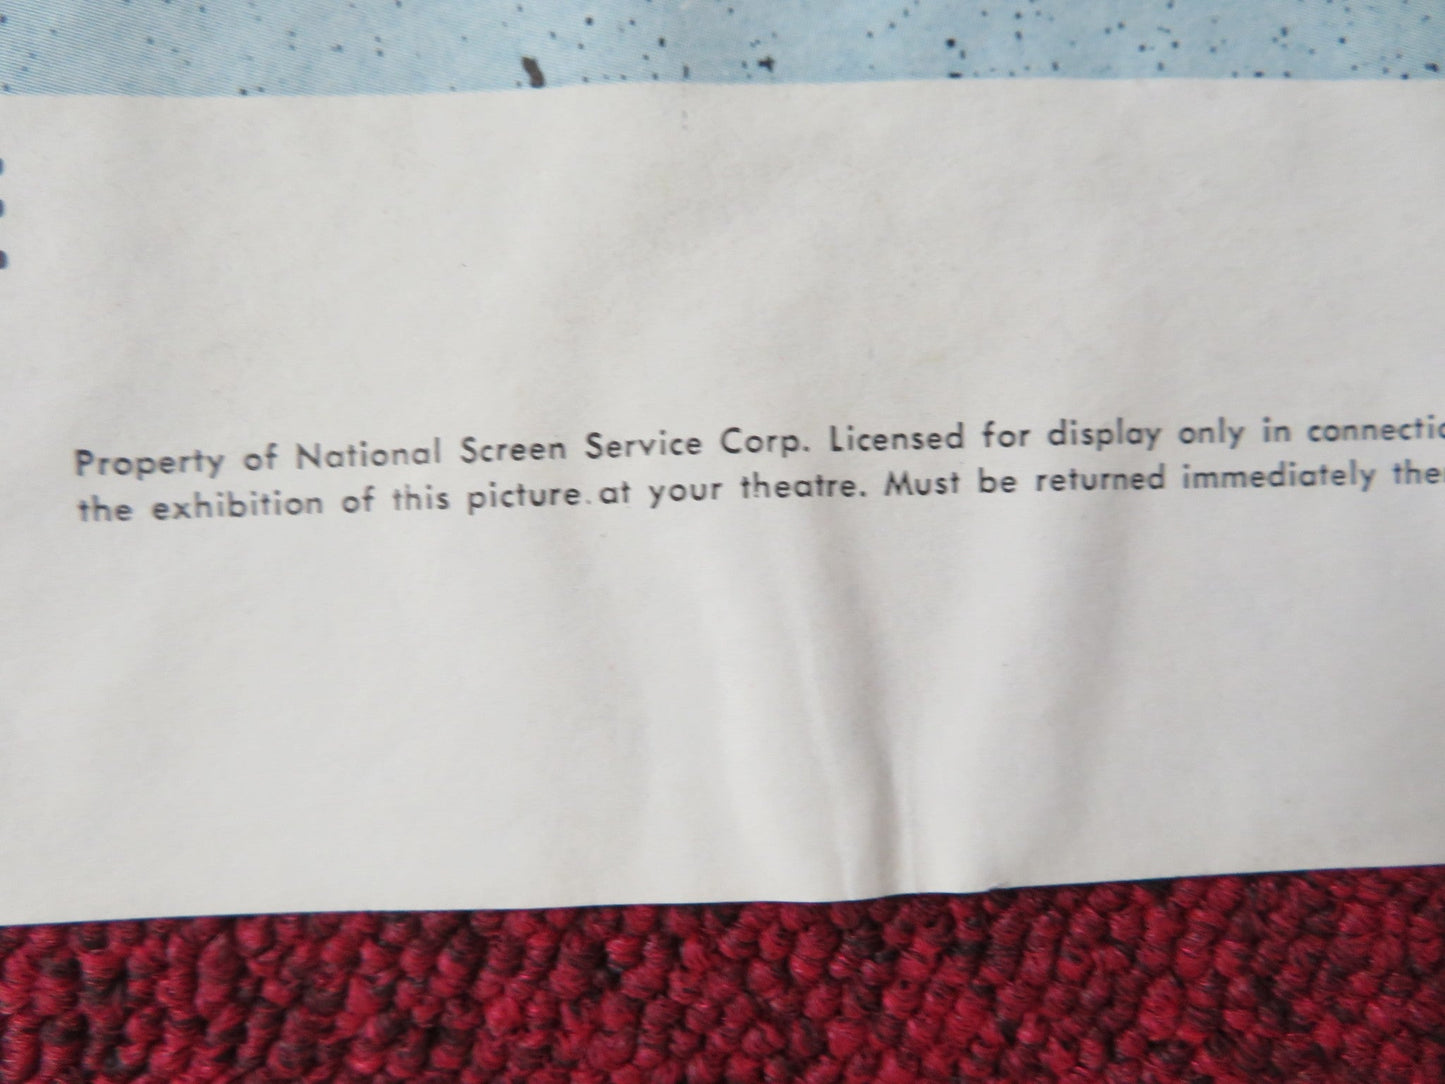 Property of National Screen Service Corp. Licensed for display only in connectio
the exhibition of this picture. at your theatre. Must be returned immediately the